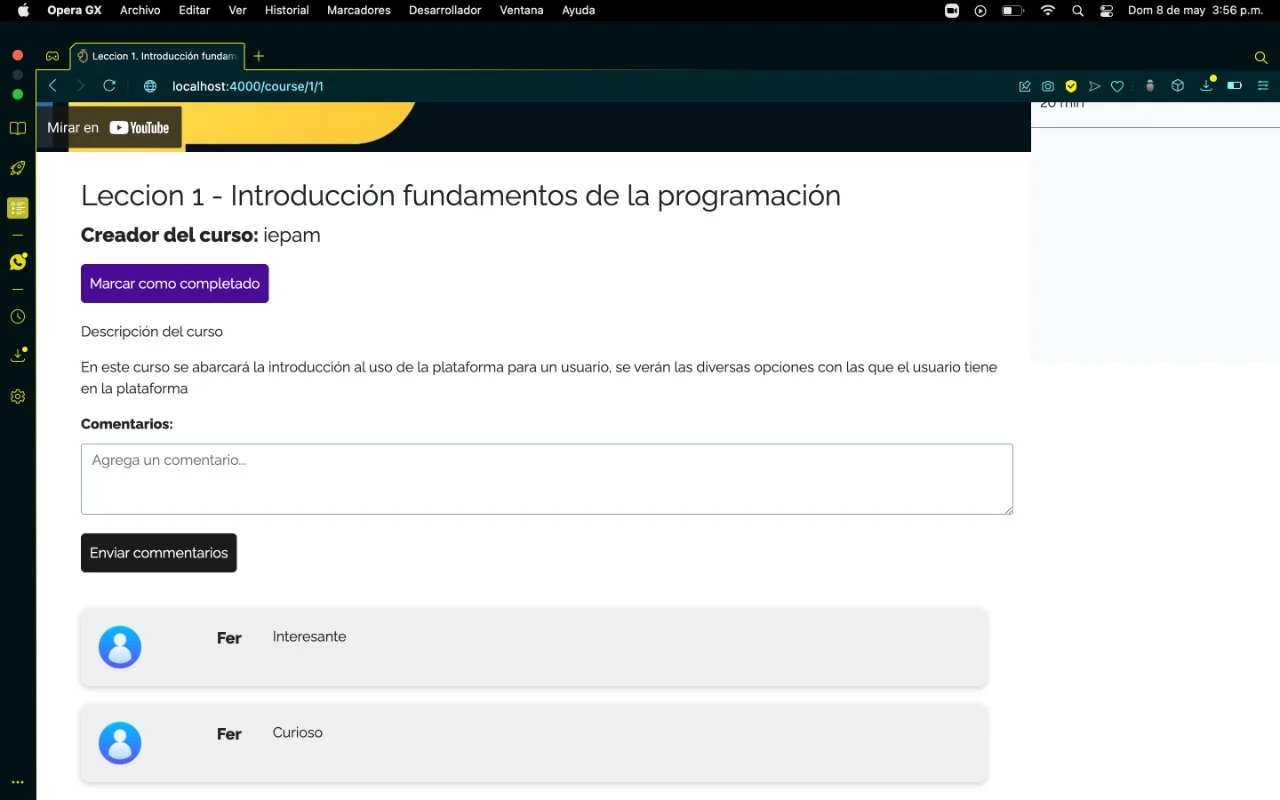 Opera GX Archivo Editar Ver Historial Marcadores Desarrollador Ventana Ayuda Dom 8 de may 3:56 p.m.
Leccion 1. Introducción fundam
localhost:4000/course/1/1
20 min
Mirar en YouTube
Leccion 1 - Introducción fundamentos de la programación
Creador del curso: iepam
Marcar como completado
Descripción del curso
En este curso se abarcará la introducción al uso de la plataforma para un usuario, se verán las diversas opciones con las que el usuario tiene
en la plataforma
Comentarios:
Agrega un comentario...
Enviar commentarios
Fer Interesante
Fer Curioso